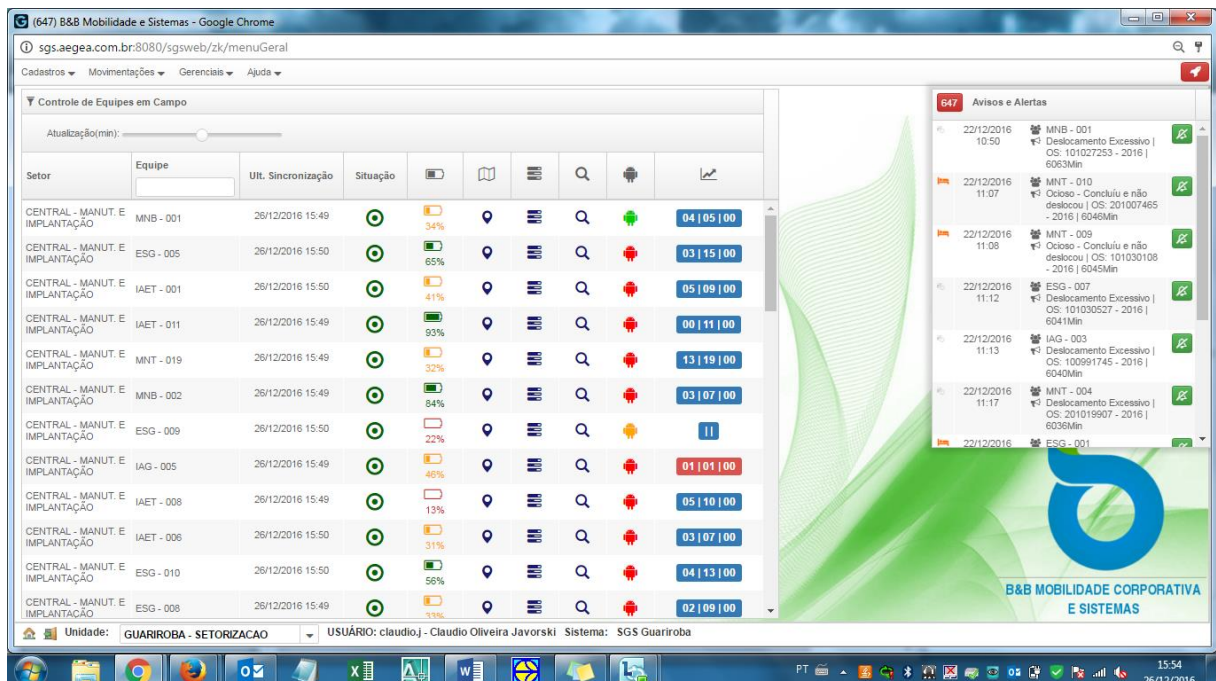 (647) B&B Mobilidade e Sistemas - Google Chrome
sgs.aegea.com.br:8080/sgsweb/zk/menuGeral
Cadastros Movimentações Gerenciais Ajuda
Controle de Equipes em Campo
Atualização(min):
Setor Equipe Ult. Sincronização Situação
CENTRAL - MANUT. E IMPLANTAÇÃO MNB - 001 26/12/2016 15:49 34% 04 | 05 | 00
CENTRAL - MANUT. E IMPLANTAÇÃO ESG - 005 26/12/2016 15:50 65% 03 | 15 | 00
CENTRAL - MANUT. E IMPLANTAÇÃO IAET - 001 26/12/2016 15:50 41% 05 | 09 | 00
CENTRAL - MANUT. E IMPLANTAÇÃO IAET - 011 26/12/2016 15:49 93% 00 | 11 | 00
CENTRAL - MANUT. E IMPLANTAÇÃO MNT - 019 26/12/2016 15:49 32% 13 | 19 | 00
CENTRAL - MANUT. E IMPLANTAÇÃO MNB - 002 26/12/2016 15:49 84% 03 | 07 | 00
CENTRAL - MANUT. E IMPLANTAÇÃO ESG - 009 26/12/2016 15:50 22% | |
CENTRAL - MANUT. E IMPLANTAÇÃO IAG - 005 26/12/2016 15:49 46% 01 | 01 | 00
CENTRAL - MANUT. E IMPLANTAÇÃO IAET - 008 26/12/2016 15:49 13% 05 | 10 | 00
CENTRAL - MANUT. E IMPLANTAÇÃO IAET - 006 26/12/2016 15:50 31% 03 | 07 | 00
CENTRAL - MANUT. E IMPLANTAÇÃO ESG - 010 26/12/2016 15:50 56% 04 | 13 | 00
CENTRAL - MANUT. E IMPLANTAÇÃO ESG - 008 26/12/2016 15:49 33% 02 | 09 | 00
647 Avisos e Alertas
22/12/2016 MNB - 001
10:50 Deslocamento Excessivo |
OS: 101027253 - 2016 |
6063Min
22/12/2016 MNT - 010
11:07 Ocioso - Concluíu e não
deslocou | OS: 201007465
- 2016 | 6046Min
22/12/2016 MNT - 009
11:08 Ocioso - Concluíu e não
deslocou | OS: 101030108
- 2016 | 6045Min
22/12/2016 ESG - 007
11:12 Deslocamento Excessivo |
OS: 101030527 - 2016 |
6041Min
22/12/2016 IAG - 003
11:13 Deslocamento Excessivo |
OS: 100991745 - 2016 |
6040Min
22/12/2016 MNT - 004
11:17 Deslocamento Excessivo |
OS: 201019907 - 2016 |
6036Min
22/12/2016 ESG - 001
B&B MOBILIDADE CORPORATIVA
E SISTEMAS
Unidade: GUARIROBA - SETORIZACAO USUÁRIO: claudio.j - Claudio Oliveira Javorski Sistema: SGS Guariroba
PT 15:54
26/12/2016